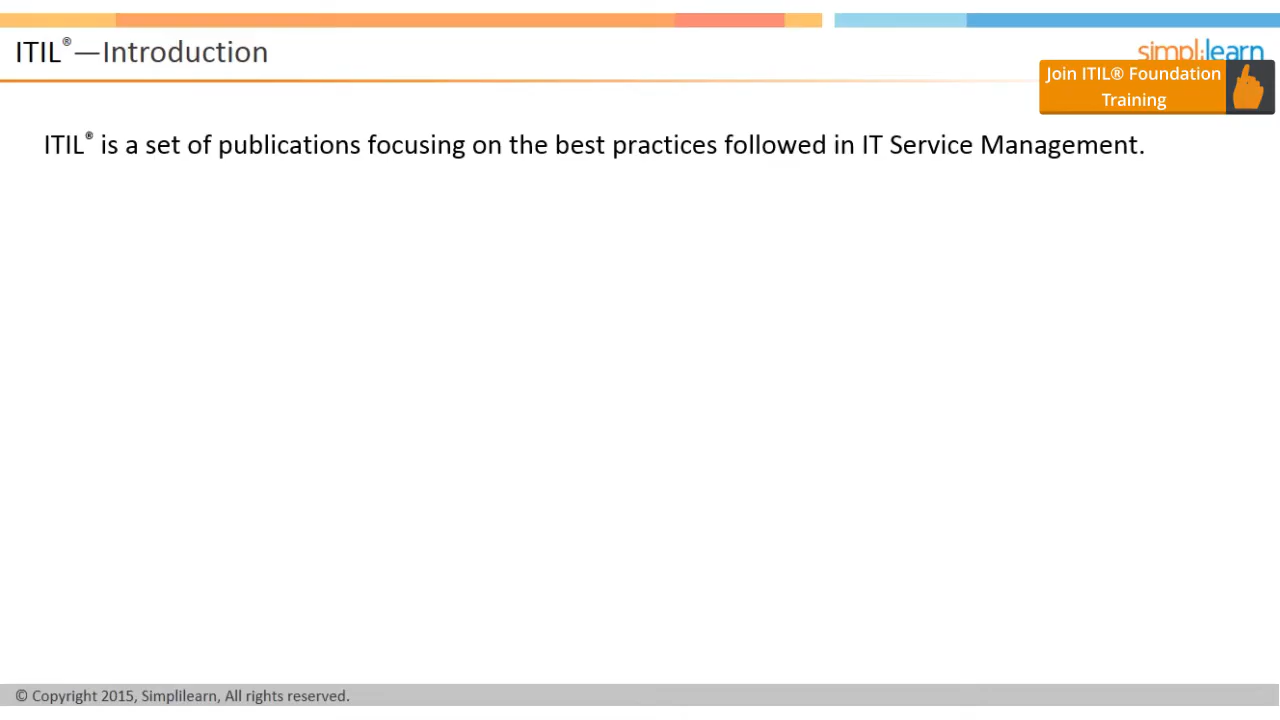 ITIL®—Introduction
simplilearn
Join ITIL® Foundation
Training
ITIL® is a set of publications focusing on the best practices followed in IT Service Management.
© Copyright 2015, Simplilearn, All rights reserved.